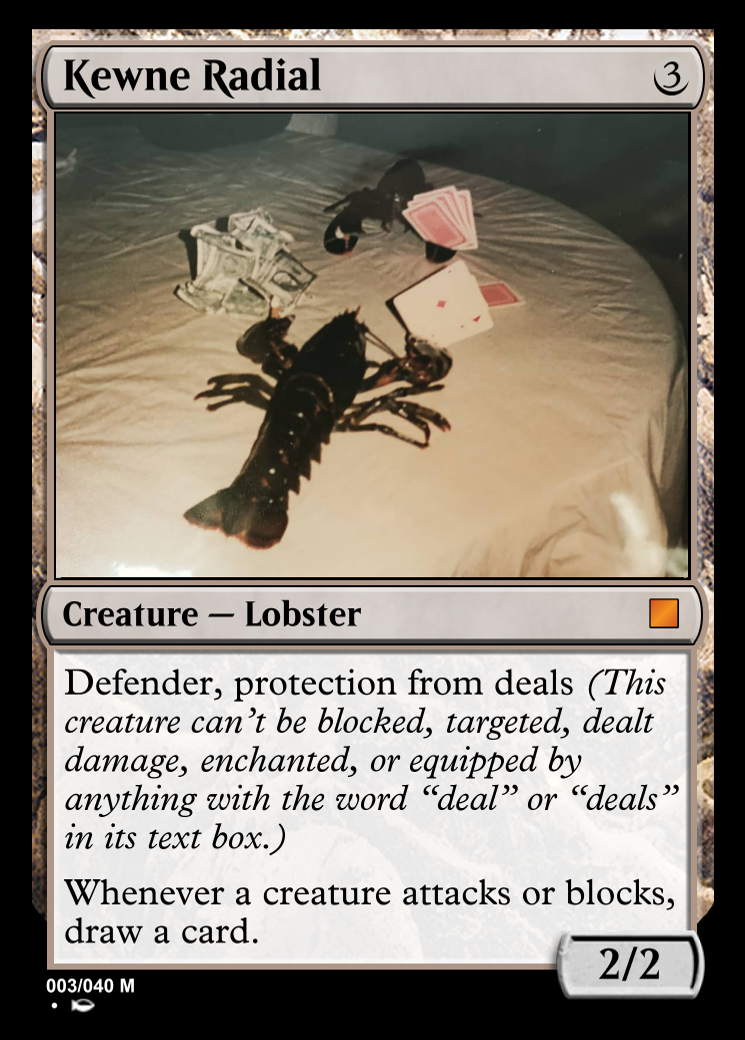 Kewne Radial 3
Creature — Lobster
Defender, protection from deals (This
creature can't be blocked, targeted, dealt
damage, enchanted, or equipped by
anything with the word “deal” or “deals”
in its text box.)
Whenever a creature attacks or blocks,
draw a card.
2/2
003/040 M